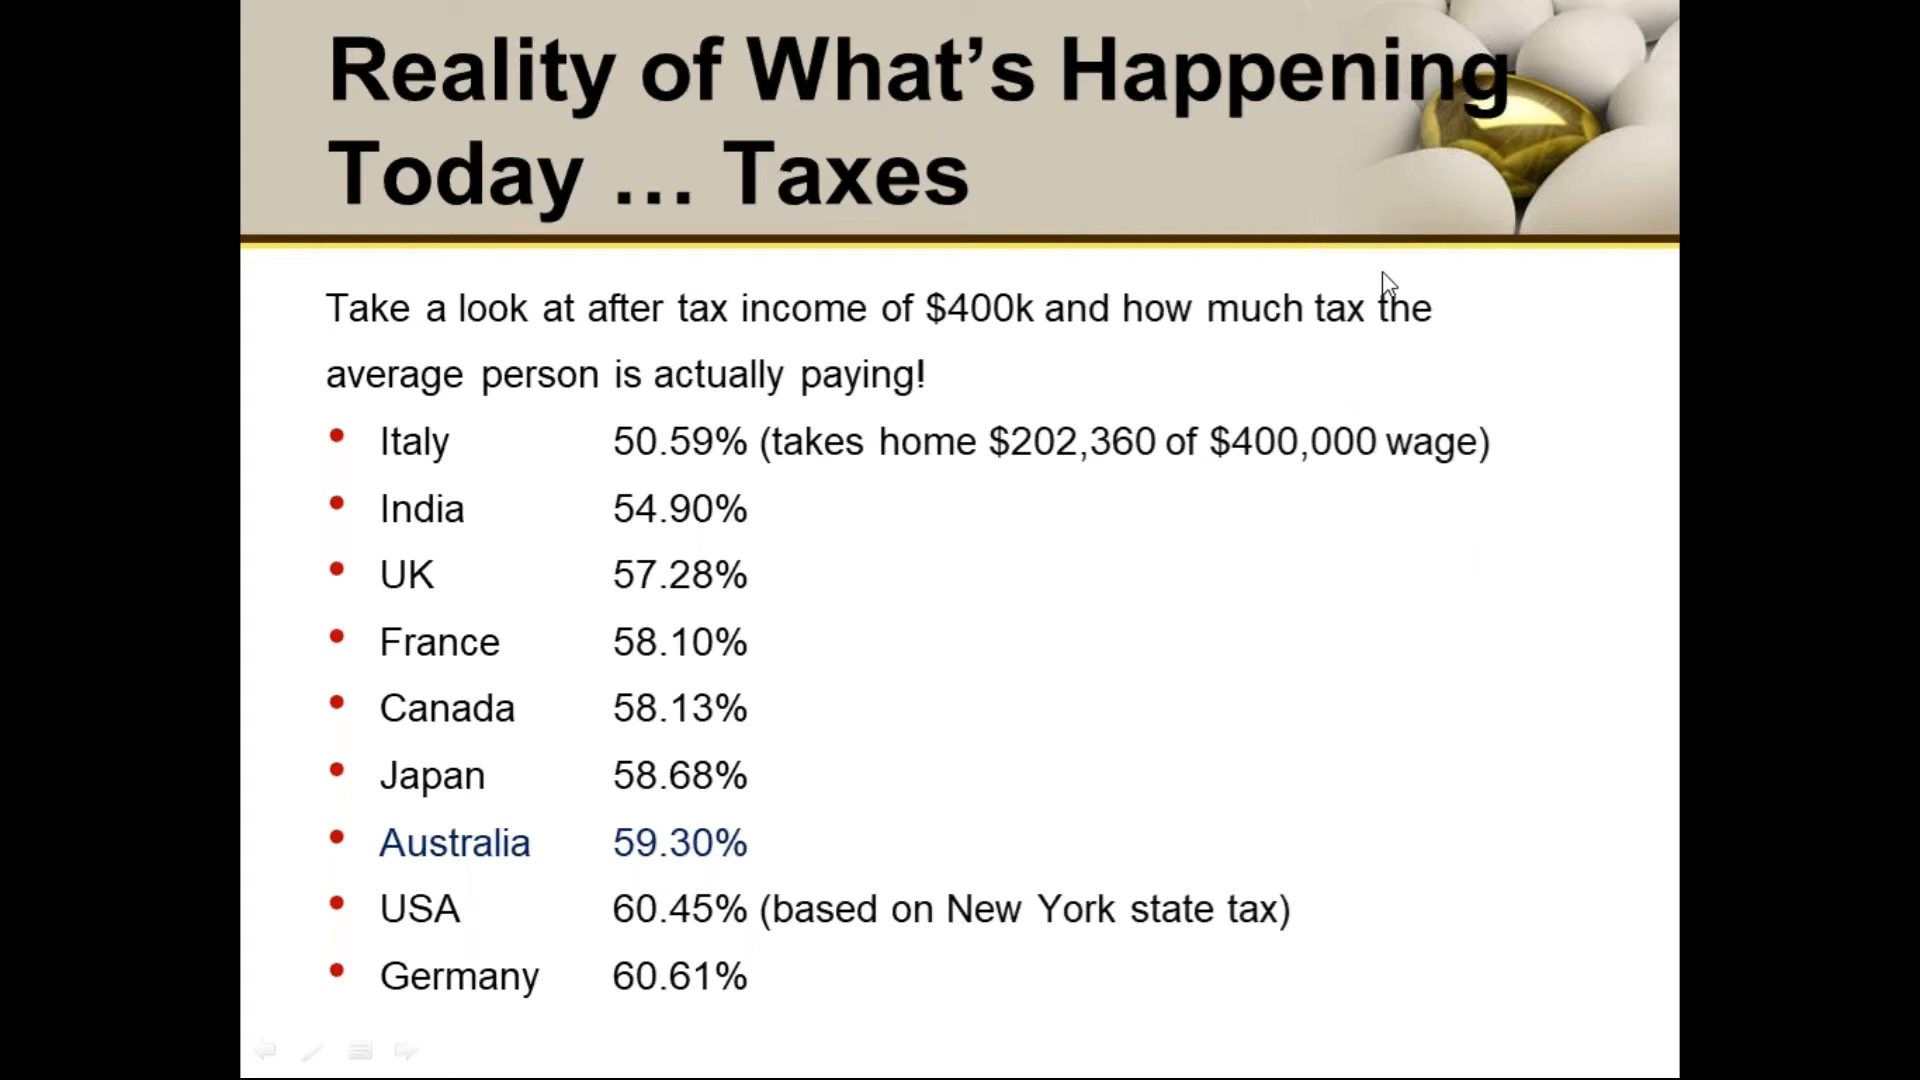 Reality of What's Happening
Today … Taxes
Take a look at after tax income of $400k and how much tax the
average person is actually paying!
• Italy 50.59% (takes home $202,360 of $400,000 wage)
• India 54.90%
• UK 57.28%
• France 58.10%
• Canada 58.13%
• Japan 58.68%
• Australia 59.30%
• USA 60.45% (based on New York state tax)
• Germany 60.61%